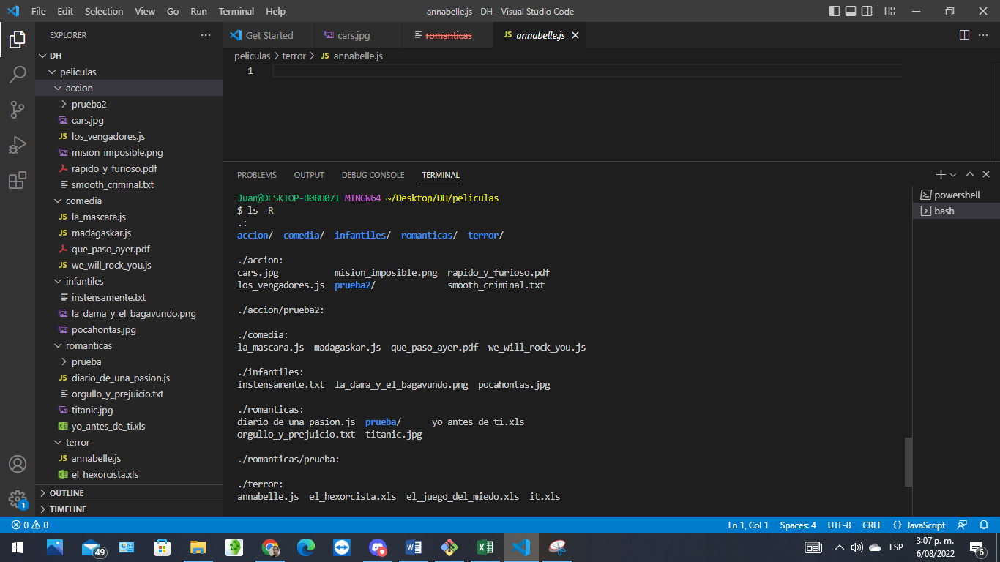 File Edit Selection View Go Run Terminal Help annabelle.js - DH - Visual Studio Code
EXPLORER
Get Started cars.jpg romanticas JS annabelle.js
peliculas > terror > JS annabelle.js
1
DH
peliculas
accion
prueba2
cars.jpg
JS los_vengadores.js
mision_imposible.png
rapido_y_furioso.pdf
smooth_criminal.txt
comedia
JS la_mascara.js
JS madagaskar.js
que_paso_ayer.pdf
JS we_will_rock_you.js
infantiles
instensamente.txt
la_dama_y_el_bagavundo.png
pocahontas.jpg
romanticas
prueba
JS diario_de_una_pasion.js
orgullo_y_prejuicio.txt
titanic.jpg
yo_antes_de_ti.xls
terror
JS annabelle.js
el_hexorcista.xls
OUTLINE
TIMELINE
PROBLEMS OUTPUT DEBUG CONSOLE TERMINAL
powershell
bash
Juan@DESKTOP-B08U07I MINGW64 ~/Desktop/DH/peliculas
$ ls -R
.:
accion/ comedia/ infantiles/ romanticas/ terror/
./accion:
cars.jpg mision_imposible.png rapido_y_furioso.pdf
los_vengadores.js prueba2/ smooth_criminal.txt
./accion/prueba2:
./comedia:
la_mascara.js madagaskar.js que_paso_ayer.pdf we_will_rock_you.js
./infantiles:
instensamente.txt la_dama_y_el_bagavundo.png pocahontas.jpg
./romanticas:
diario_de_una_pasion.js prueba/ yo_antes_de_ti.xls
orgullo_y_prejuicio.txt titanic.jpg
./romanticas/prueba:
./terror:
annabelle.js el_hexorcista.xls el_juego_del_miedo.xls it.xls
1
0 0 Ln 1, Col 1 Spaces: 4 UTF-8 CRLF {} JavaScript
49 ESP 3:07 p. m.
6/08/2022 6